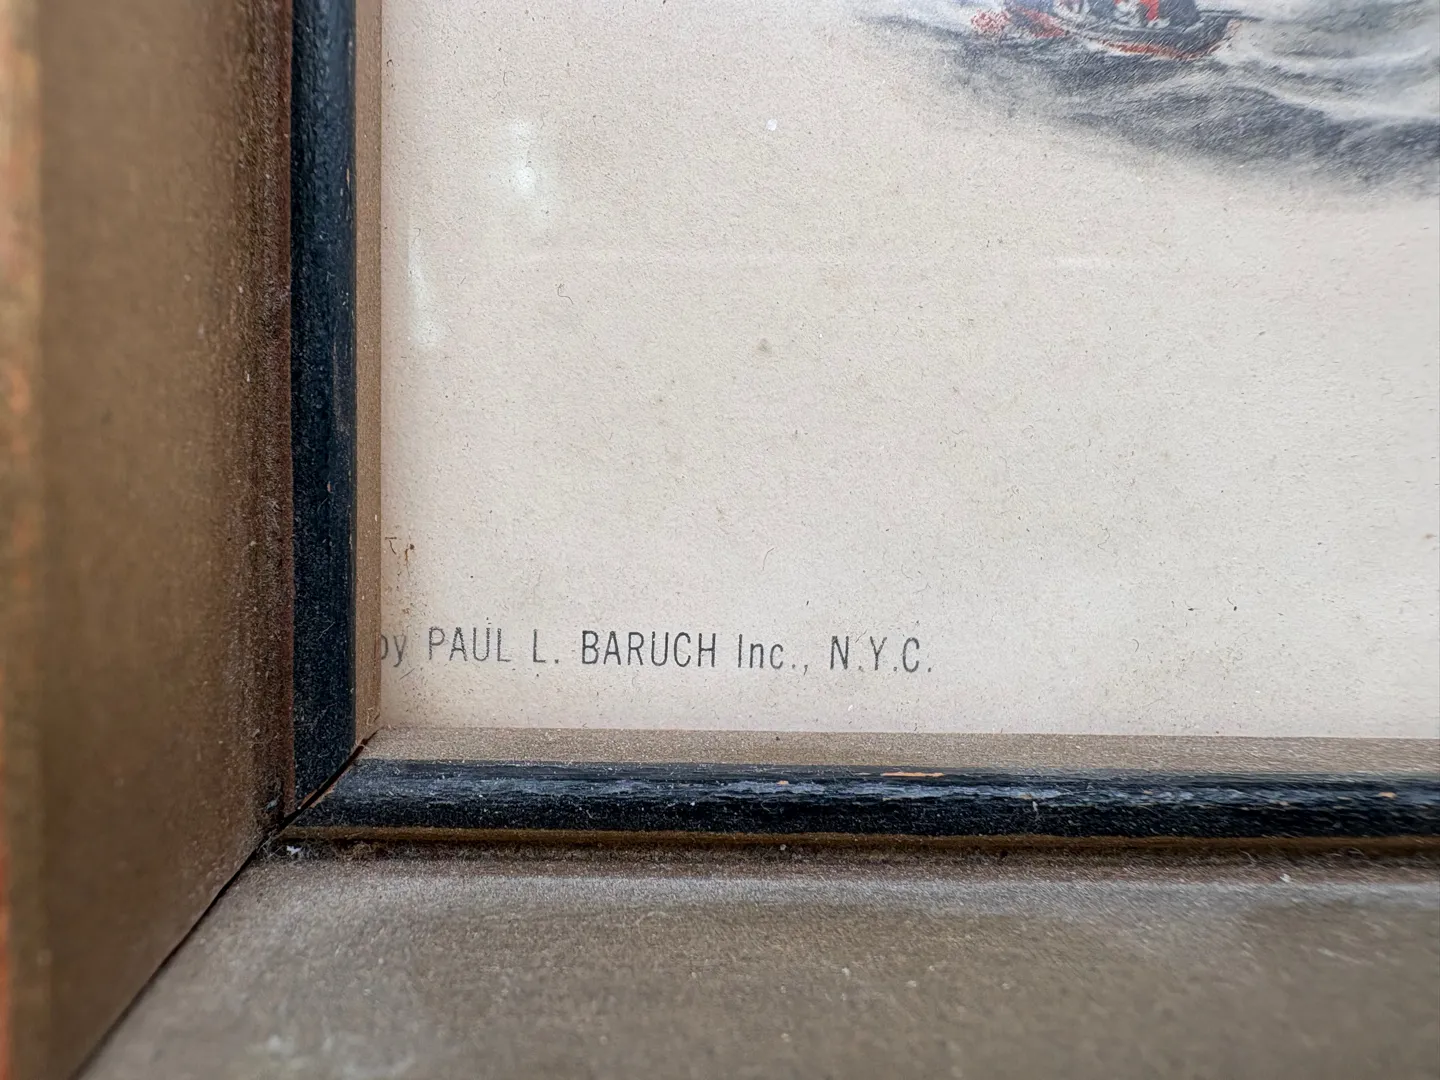 by PAUL L. BARUCH Inc., N.Y.C.